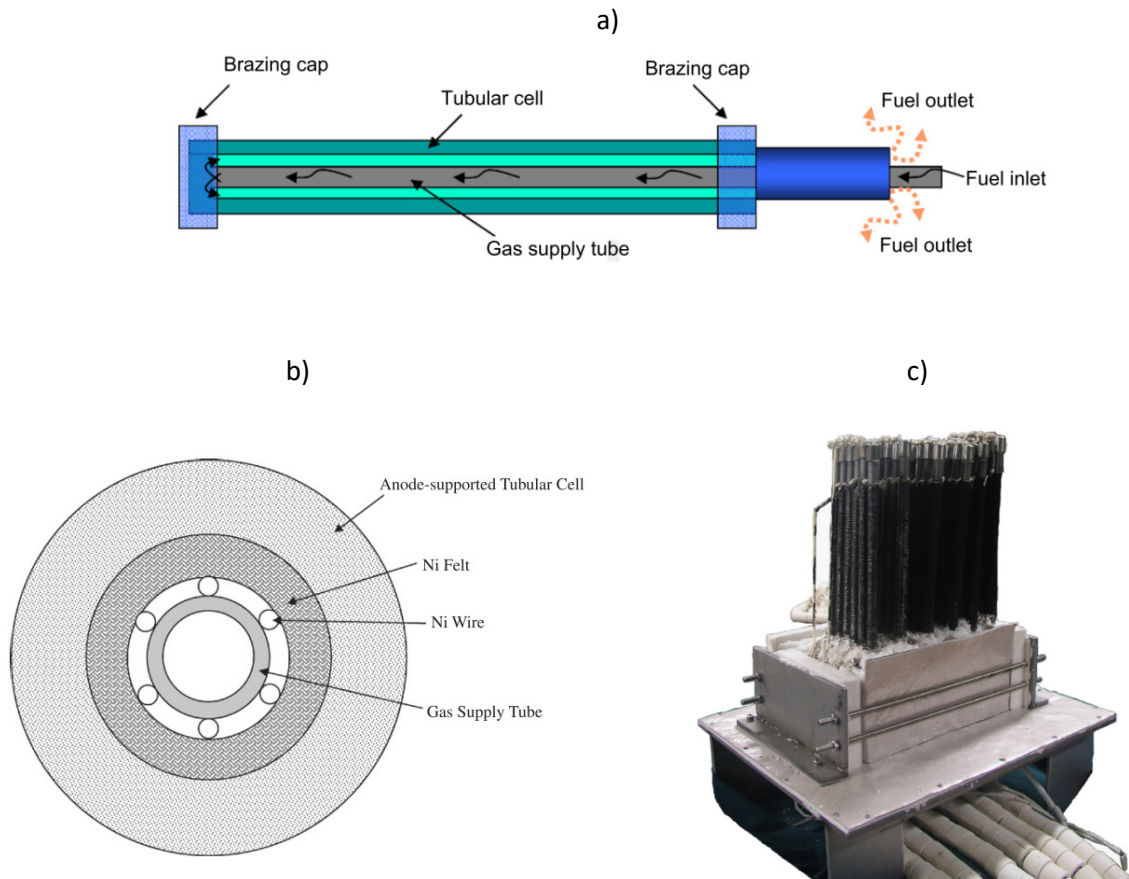 a)
Brazing cap
Brazing cap
Tubular cell
Fuel outlet
Fuel inlet
Gas supply tube
Fuel outlet
b)
c)
Anode-supported Tubular Cell
Ni Felt
Ni Wire
Gas Supply Tube